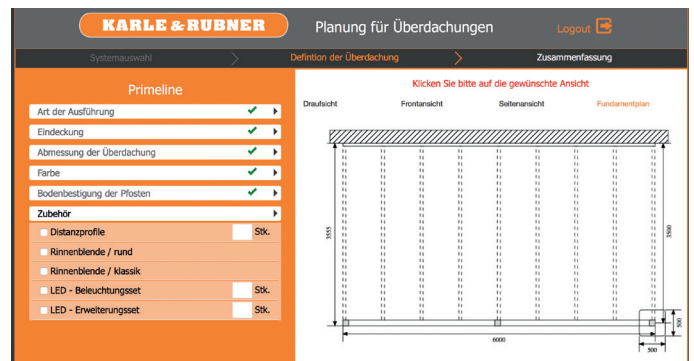 KARLE & RUBNER
Planung für Überdachungen
Logout
Systemauswahl
Defintion der Überdachung
Zusammenfassung
Primeline
Art der Ausführung
Eindeckung
Abmessung der Überdachung
Farbe
Bodenbestigung der Pfosten
Zubehör
Distanzprofile Stk.
Rinnenblende / rund
Rinnenblende / klassik
LED - Beleuchtungsset Stk.
LED - Erweiterungsset Stk.
Klicken Sie bitte auf die gewünschte Ansicht
Draufsicht Frontansicht Seitenansicht Fundamentplan
3555
3500
500
6000
500